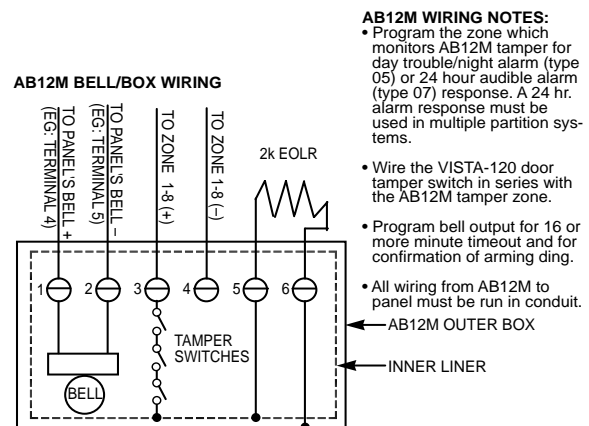 AB12M WIRING NOTES:
• Program the zone which
monitors AB12M tamper for
day trouble/night alarm (type
05) or 24 hour audible alarm
(type 07) response. A 24 hr.
alarm response must be
used in multiple partition sys-
tems.
• Wire the VISTA-120 door
tamper switch in series with
the AB12M tamper zone.
• Program bell output for 16 or
more minute timeout and for
confirmation of arming ding.
• All wiring from AB12M to
panel must be run in conduit.
AB12M BELL/BOX WIRING
TO PANEL'S BELL +
(EG: TERMINAL 4)
TO PANEL'S BELL –
(EG: TERMINAL 5)
TO ZONE 1-8 (+)
TO ZONE 1-8 (–)
2k EOLR
1 2 3 4 5 6
TAMPER
SWITCHES
BELL
AB12M OUTER BOX
INNER LINER